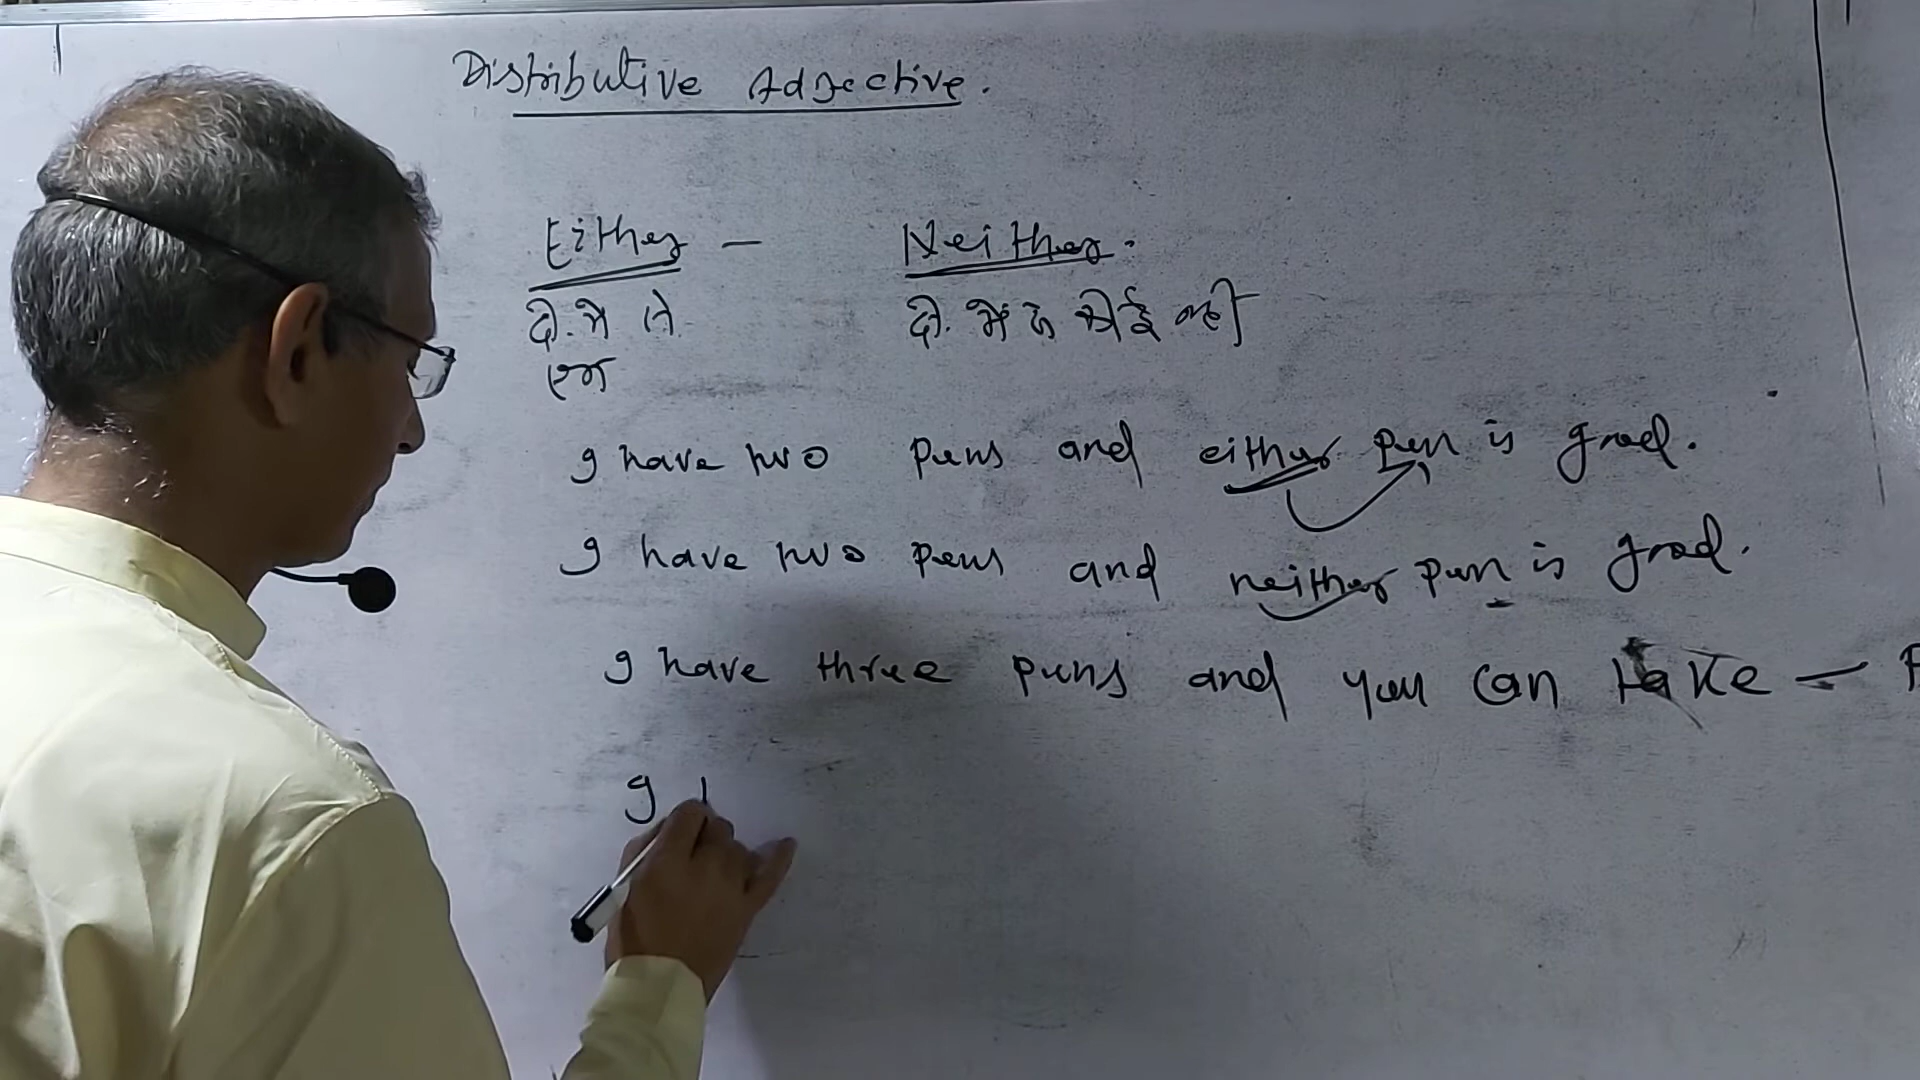 Distributive Adjective.
Either – Neither.
दो में से दो में से कोई नही
एक
I have two pens and either pen is good.
I have two pens and neither pen is good.
I have three pens and you can take – P
I